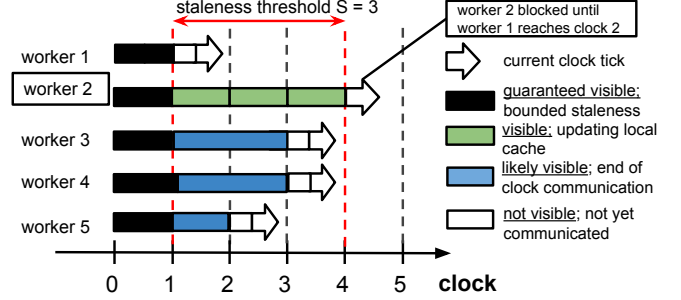 staleness threshold S = 3
worker 2 blocked until
worker 1 reaches clock 2
worker 1
worker 2
worker 3
worker 4
worker 5
current clock tick
guaranteed visible;
bounded staleness
visible; updating local
cache
likely visible; end of
clock communication
not visible; not yet
communicated
0 1 2 3 4 5 clock